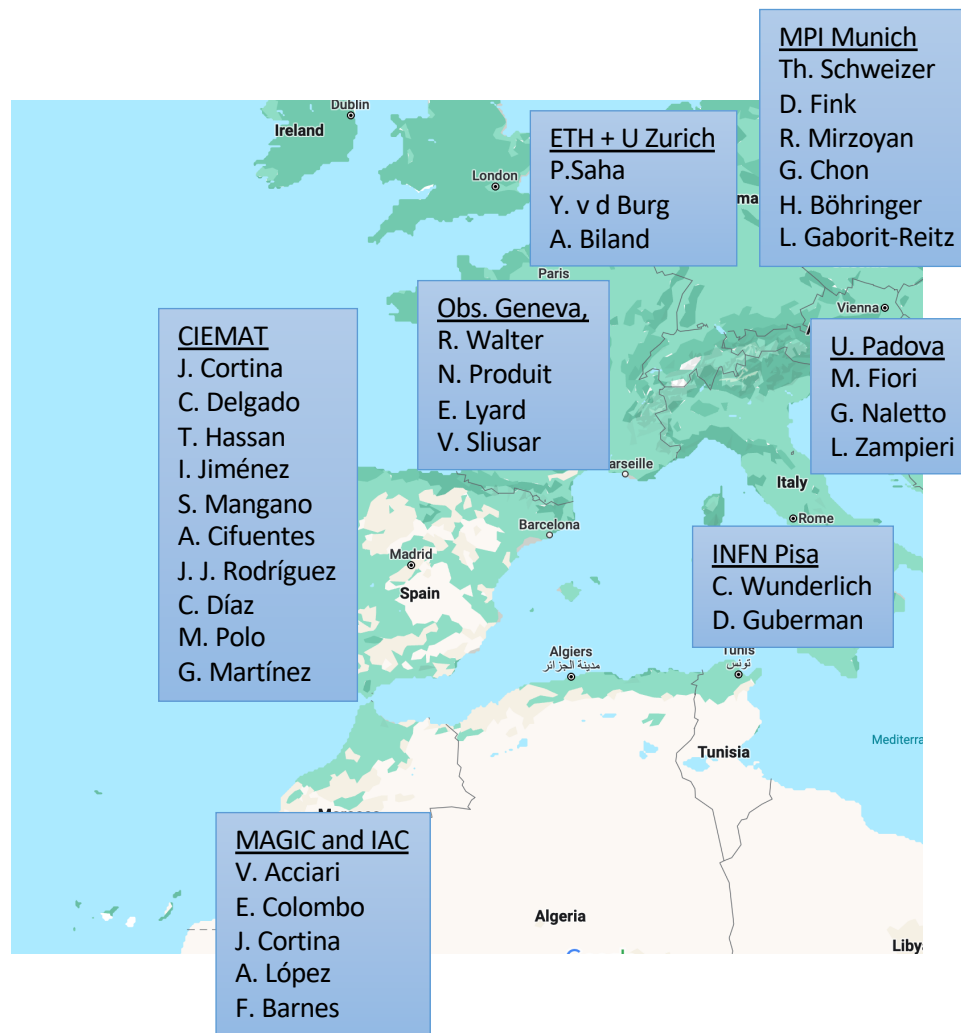 MPI Munich
Th. Schweizer
D. Fink
R. Mirzoyan
G. Chon
H. Böhringer
L. Gaborit-Reitz
Dublin
Ireland
London
ETH + U Zurich
P.Saha
Y. v d Burg
A. Biland
Paris
Vienna
Obs. Geneva,
R. Walter
N. Produit
E. Lyard
V. Sliusar
CIEMAT
J. Cortina
C. Delgado
T. Hassan
I. Jiménez
S. Mangano
A. Cifuentes
J. J. Rodríguez
C. Díaz
M. Polo
G. Martínez
U. Padova
M. Fiori
G. Naletto
L. Zampieri
arseille
Italy
Rome
Barcelona
Madrid
Spain
INFN Pisa
C. Wunderlich
D. Guberman
Algiers
مدينة الجزائر
Tunis
تونس
Mediterra
Tunisia
MAGIC and IAC
V. Acciari
E. Colombo
J. Cortina
A. López
F. Barnes
Algeria
Liby